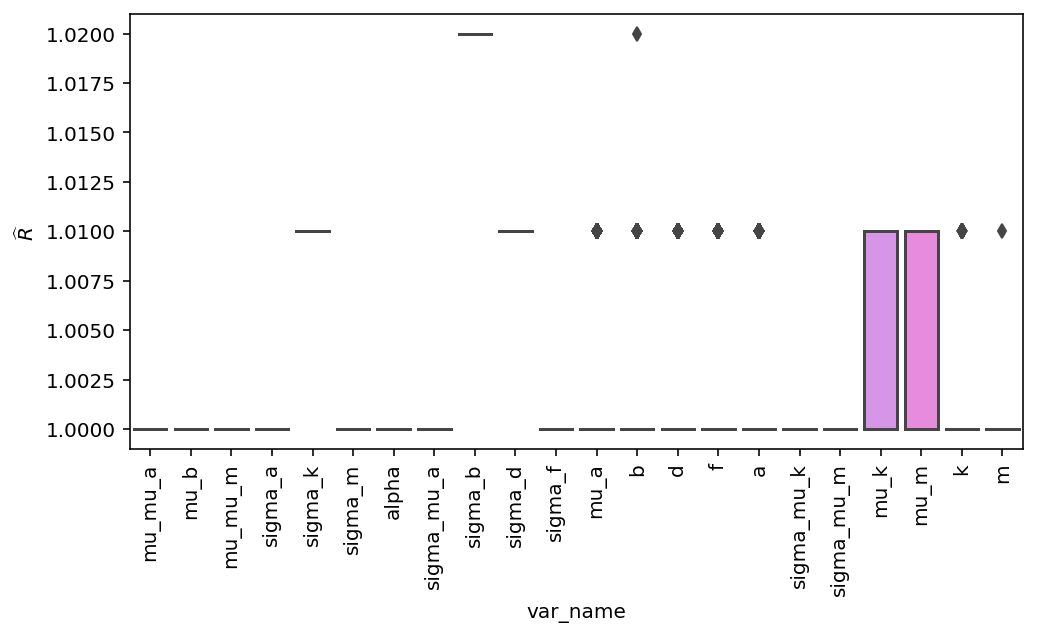 1.0200
1.0175
1.0150
1.0125
1.0100
1.0075
1.0050
1.0025
1.0000
R̂
mu_mu_a
mu_b
mu_mu_m
sigma_a
sigma_k
sigma_m
alpha
sigma_mu_a
sigma_b
sigma_d
sigma_f
mu_a
b
d
f
a
sigma_mu_k
sigma_mu_m
mu_k
mu_m
k
m
var_name